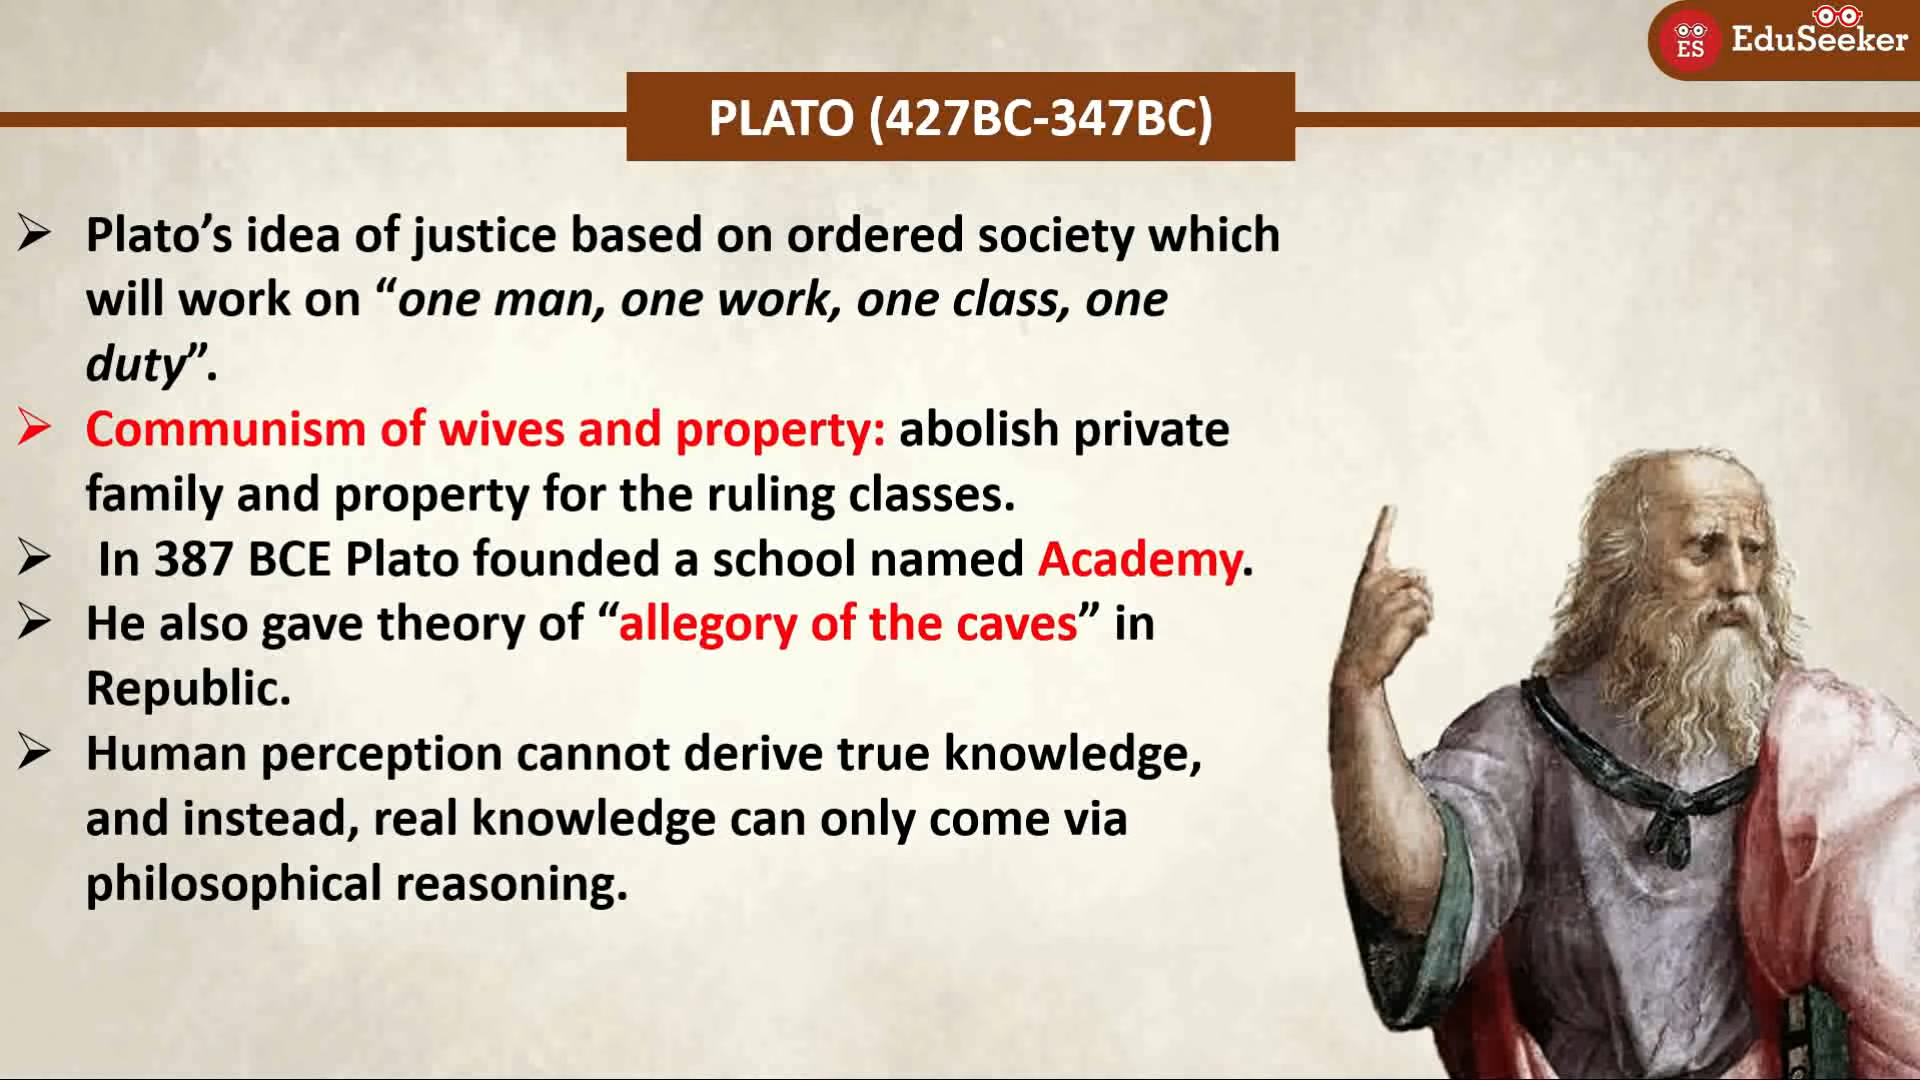 ES EduSeeker
PLATO (427BC-347BC)
➢ Plato’s idea of justice based on ordered society which
will work on “one man, one work, one class, one
duty”.
➢ Communism of wives and property: abolish private
family and property for the ruling classes.
➢ In 387 BCE Plato founded a school named Academy.
➢ He also gave theory of “allegory of the caves” in
Republic.
➢ Human perception cannot derive true knowledge,
and instead, real knowledge can only come via
philosophical reasoning.